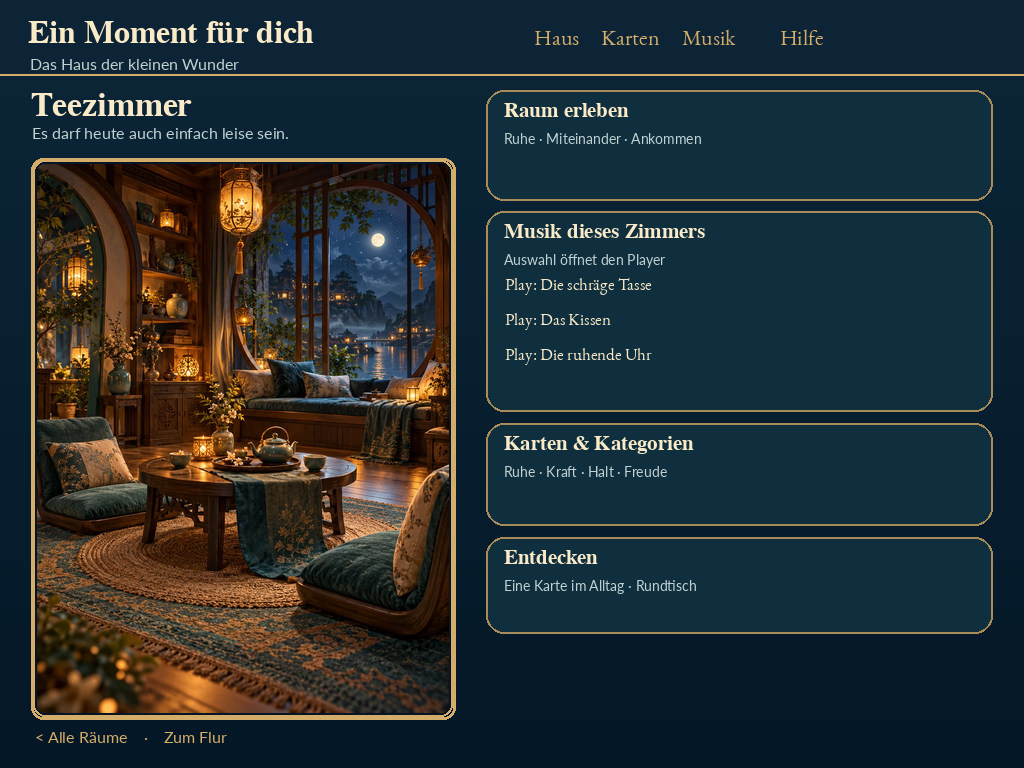 Ein Moment für dich
Das Haus der kleinen Wunder
Haus Karten Musik Hilfe
Teezimmer
Es darf heute auch einfach leise sein.
< Alle Räume · Zum Flur
Raum erleben
Ruhe · Miteinander · Ankommen
Musik dieses Zimmers
Auswahl öffnet den Player
Play: Die schräge Tasse
Play: Das Kissen
Play: Die ruhende Uhr
Karten & Kategorien
Ruhe · Kraft · Halt · Freude
Entdecken
Eine Karte im Alltag · Rundtisch